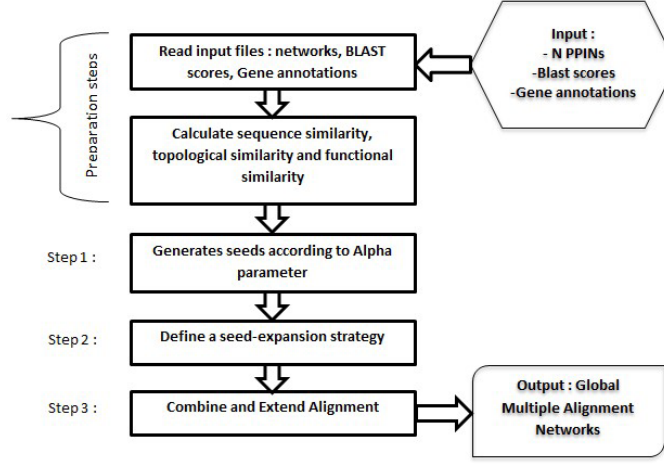 Read input files : networks, BLAST
scores, Gene annotations
Input :
- N PPINs
-Blast scores
-Gene annotations
Preparation steps
Calculate sequence similarity,
topological similarity and functional
similarity
Step 1 :
Generates seeds according to Alpha
parameter
Step 2 :
Define a seed-expansion strategy
Step 3 :
Combine and Extend Alignment
Output : Global
Multiple Alignment
Networks